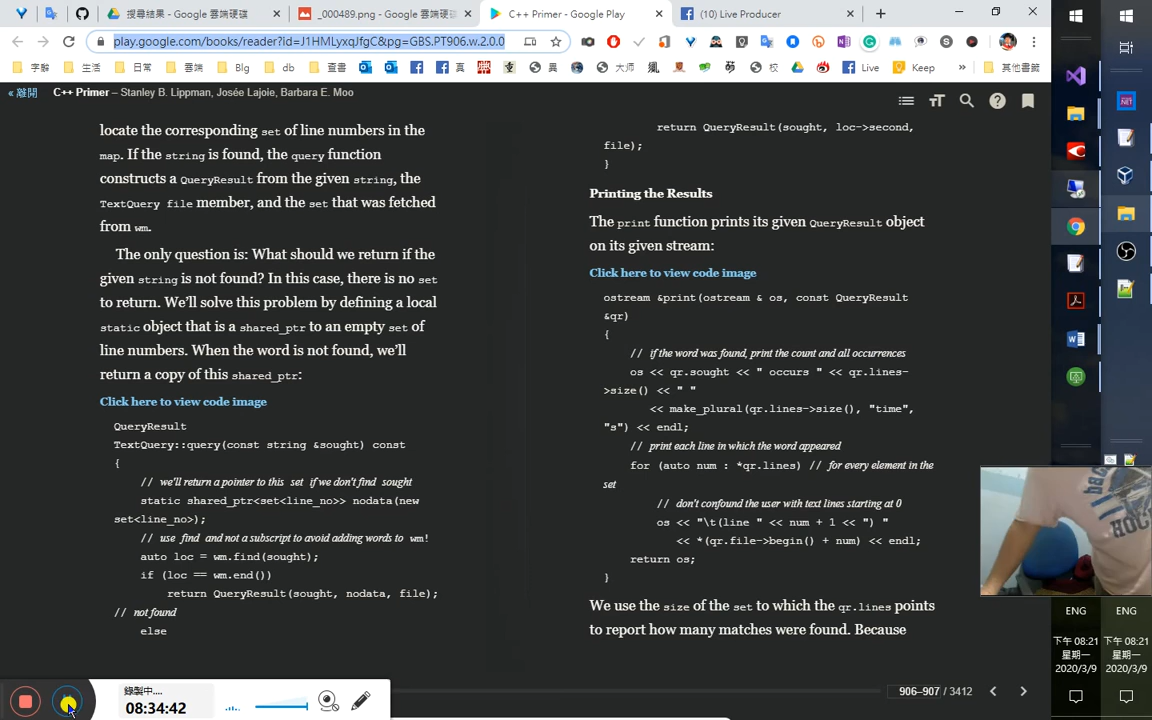 搜尋結果 - Google 雲端硬碟
_000489.png - Google 雲端硬碟
C++ Primer - Google Play
(10) Live Producer
play.google.com/books/reader?id=J1HMLyxqJfgC&pg=GBS.PT906.w.2.0.0
字辭
生活
日常
雲端
Blg
db
查書
真
異
大师
校
Live
Keep
其他書籤
« 離開
C++ Primer – Stanley B. Lippman, Josée Lajoie, Barbara E. Moo
locate the corresponding set of line numbers in the
map. If the string is found, the query function
constructs a QueryResult from the given string, the
TextQuery file member, and the set that was fetched
from wm.
The only question is: What should we return if the
given string is not found? In this case, there is no set
to return. We'll solve this problem by defining a local
static object that is a shared_ptr to an empty set of
line numbers. When the word is not found, we'll
return a copy of this shared_ptr:
Click here to view code image
QueryResult
TextQuery::query(const string &sought) const
{
// we'll return a pointer to this set if we don't find sought
static shared_ptr<set<line_no>> nodata(new
set<line_no>);
// use find and not a subscript to avoid adding words to wm!
auto loc = wm.find(sought);
if (loc == wm.end())
return QueryResult(sought, nodata, file);
// not found
else
return QueryResult(sought, loc->second,
file);
}
Printing the Results
The print function prints its given QueryResult object
on its given stream:
Click here to view code image
ostream &print(ostream & os, const QueryResult
&qr)
{
// if the word was found, print the count and all occurrences
os << qr.sought << " occurs " << qr.lines-
>size() << " "
<< make_plural(qr.lines->size(), "time",
"s") << endl;
// print each line in which the word appeared
for (auto num : *qr.lines) // for every element in the
set
// don't confound the user with text lines starting at 0
os << "\t(line " << num + 1 << ") "
<< *(qr.file->begin() + num) << endl;
return os;
}
We use the size of the set to which the qr.lines points
to report how many matches were found. Because
906–907 / 3412
錄製中....
08:34:42
ENG
ENG
下午 08:21
星期一
2020/3/9
下午 08:21
星期一
2020/3/9